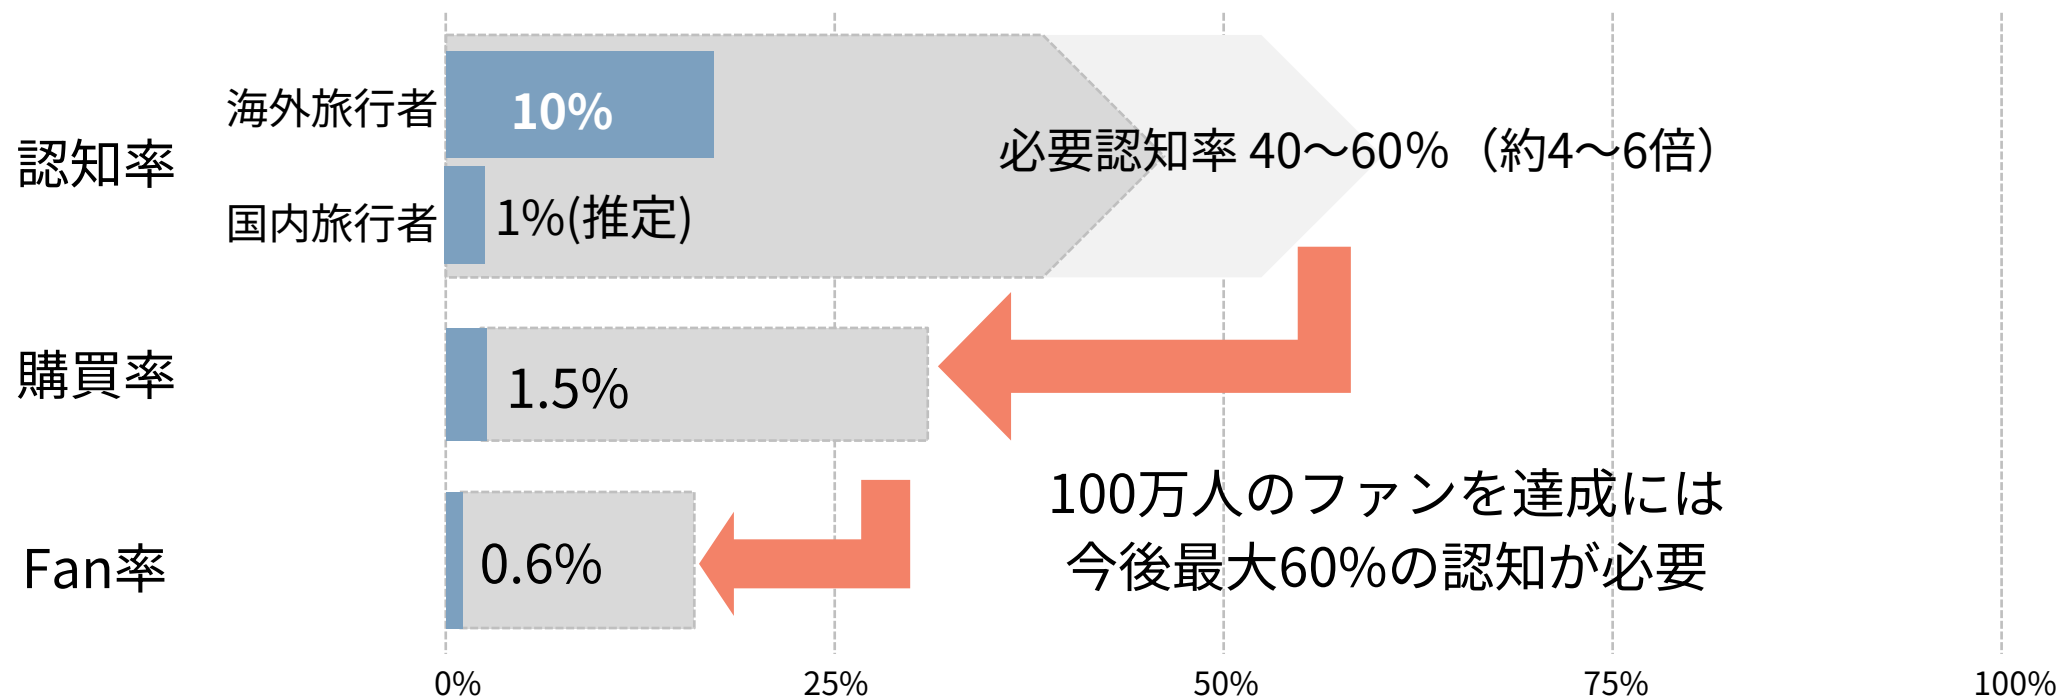 認知率
海外旅行者
10%
必要認知率 40～60%（約4～6倍）
国内旅行者
1%(推定)
購買率
1.5%
100万人のファンを達成には
今後最大60%の認知が必要
Fan率
0.6%
0%
25%
50%
75%
100%